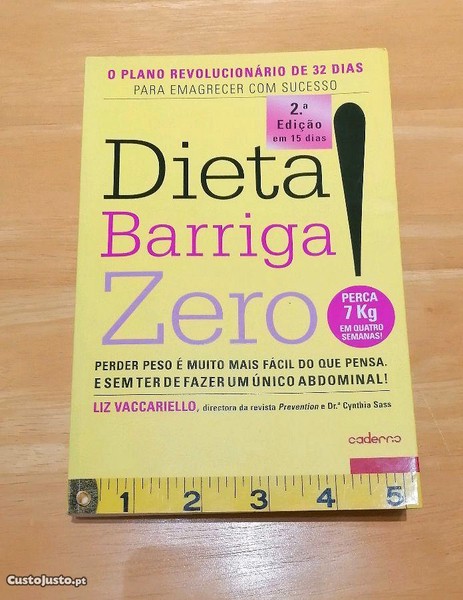 O PLANO REVOLUCIONÁRIO DE 32 DIAS
PARA EMAGRECER COM SUCESSO
2.ª
Edição
em 15 dias
Dieta!
Barriga
Zero
PERCA
7 Kg
EM QUATRO
SEMANAS!
PERDER PESO É MUITO MAIS FÁCIL DO QUE PENSA.
E SEM TER DE FAZER UM ÚNICO ABDOMINAL!
LIZ VACCARIELLO, directora da revista Prevention e Dr.ª Cynthia Sass
caderno
1 2 3 4 5
CustoJusto.pt